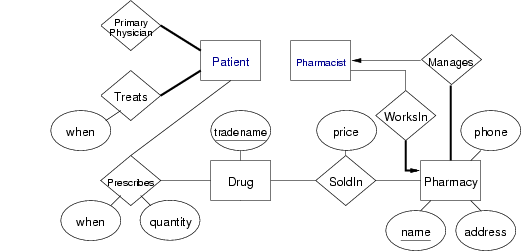 Primary
Physician
Patient
Pharmacist
Manages
Treats
when
tradename
price
WorksIn
phone
Prescribes
Drug
SoldIn
Pharmacy
when
quantity
name
address